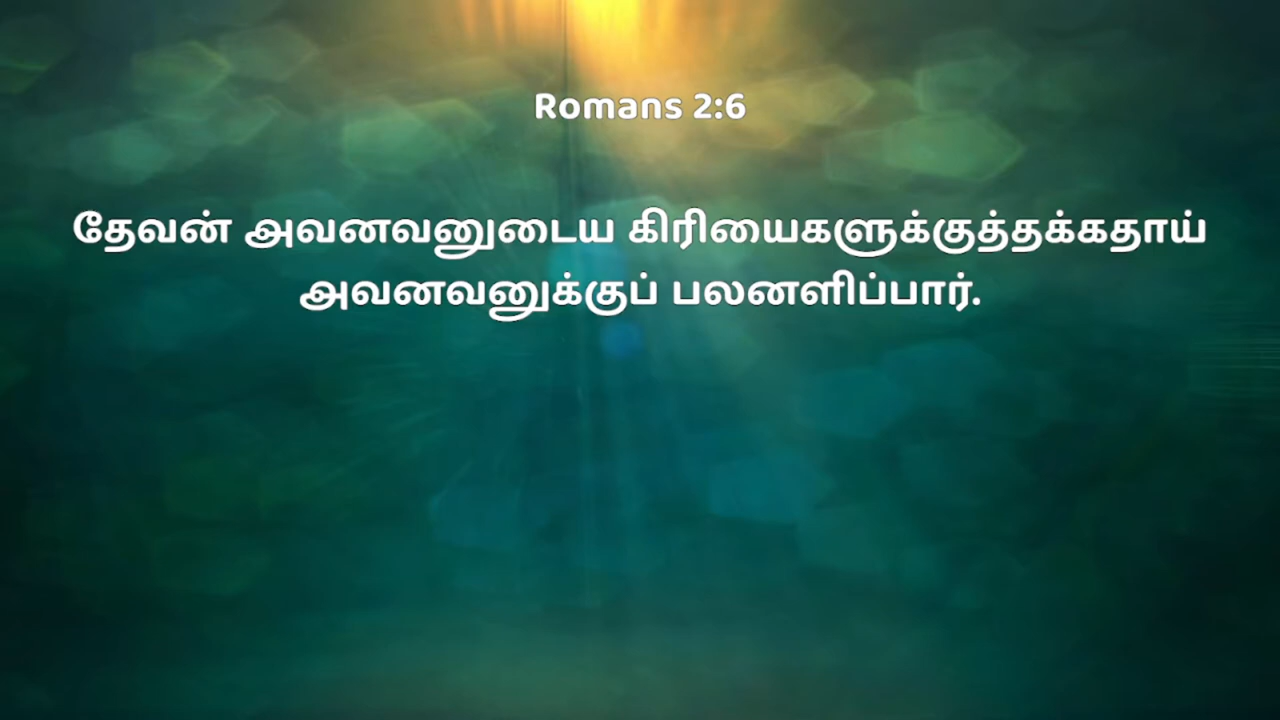 Romans 2:6
தேவன் அவனவனுடைய கிரியைகளுக்குத்தக்கதாய்
அவனவனுக்குப் பலனளிப்பார்.